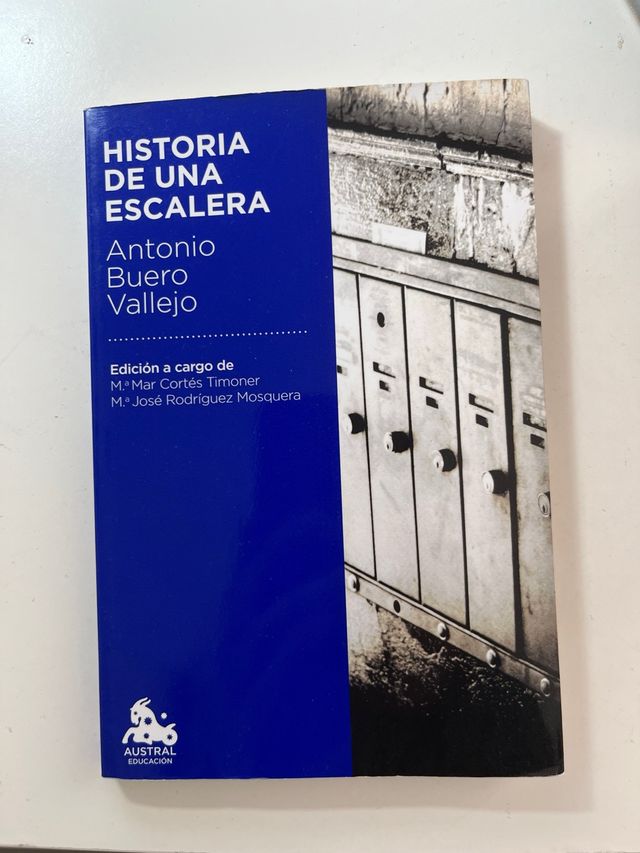 HISTORIA
DE UNA
ESCALERA
Antonio
Buero
Vallejo
Edición a cargo de
M.ª Mar Cortés Timoner
M.ª José Rodríguez Mosquera
AUSTRAL
EDUCACIÓN